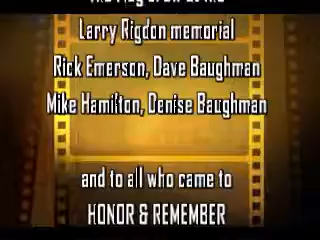 Larry Rigdon memorial
Rick Emerson, Dave Baughman
Mike Hamilton, Denise Baughman
and to all who came to
HONOR & REMEMBER